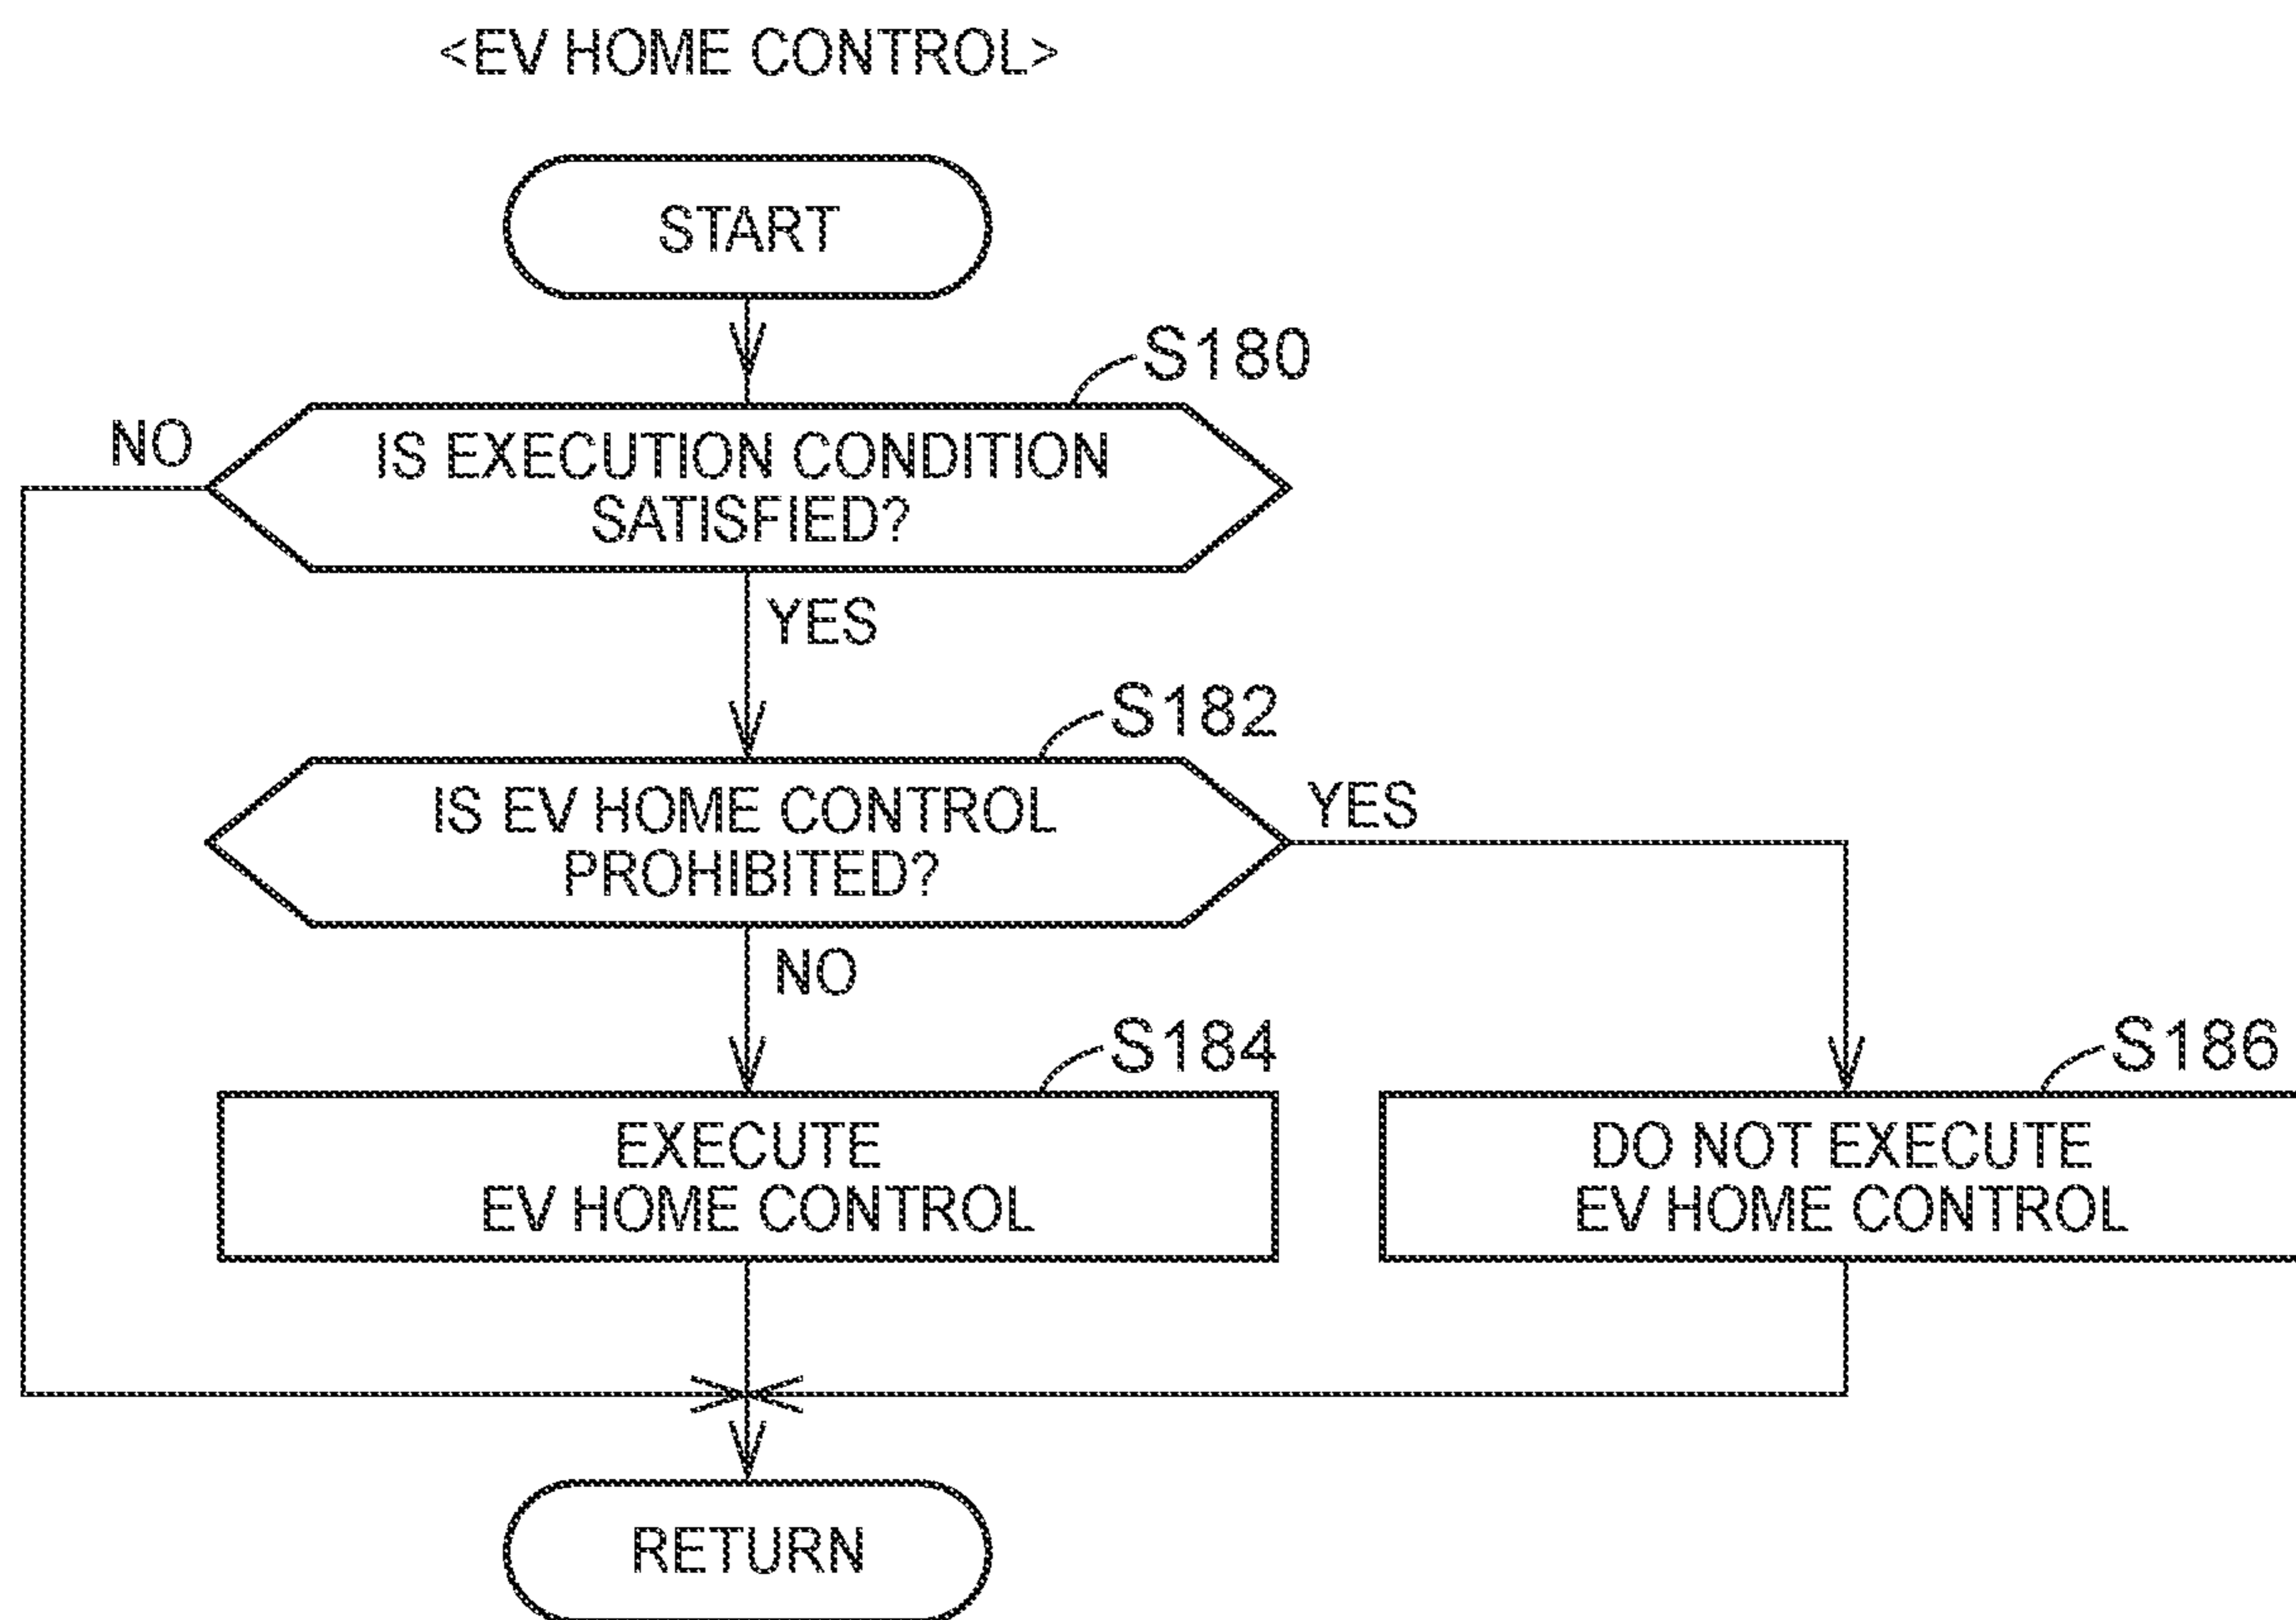 <EV HOME CONTROL>
START
S180
NO
IS EXECUTION CONDITION
SATISFIED?
YES
S182
IS EV HOME CONTROL
PROHIBITED?
YES
NO
S184
S186
EXECUTE
EV HOME CONTROL
DO NOT EXECUTE
EV HOME CONTROL
RETURN